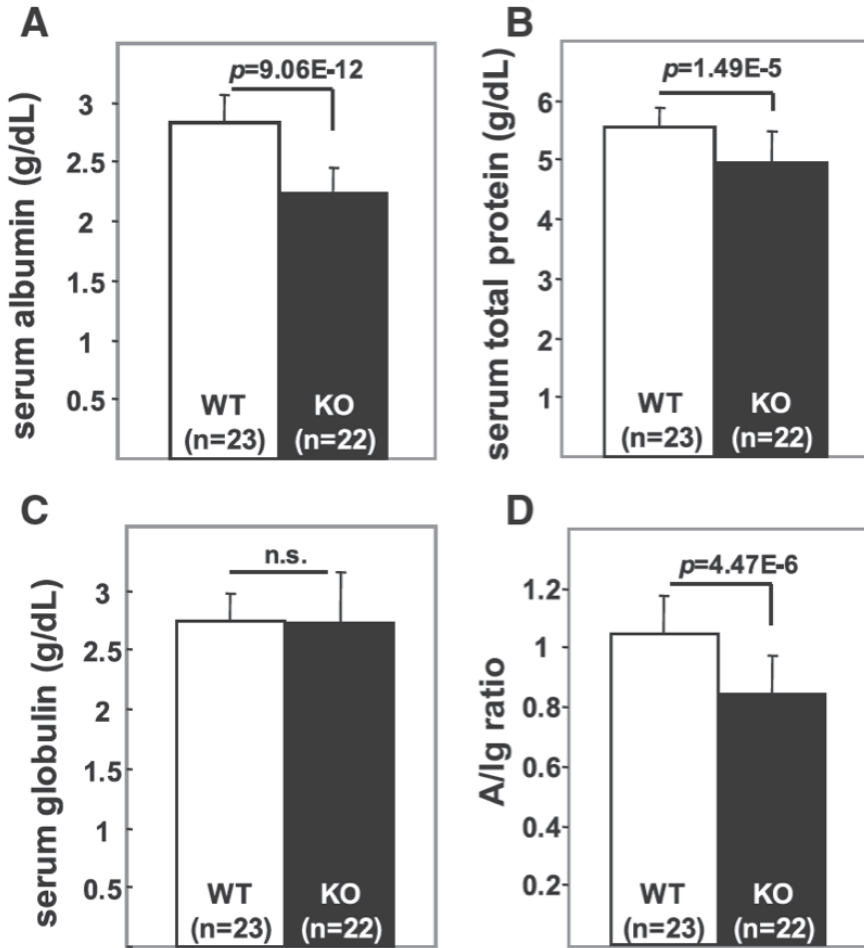 A
serum albumin (g/dL)
p=9.06E-12
3
2.5
2
1.5
1
0.5
WT
(n=23)
KO
(n=22)
B
serum total protein (g/dL)
p=1.49E-5
6
5
4
3
2
1
WT
(n=23)
KO
(n=22)
C
serum globulin (g/dL)
n.s.
3
2.5
2
1.5
1
0.5
WT
(n=23)
KO
(n=22)
D
A/Ig ratio
p=4.47E-6
1.2
1
0.8
0.6
0.4
0.2
WT
(n=23)
KO
(n=22)